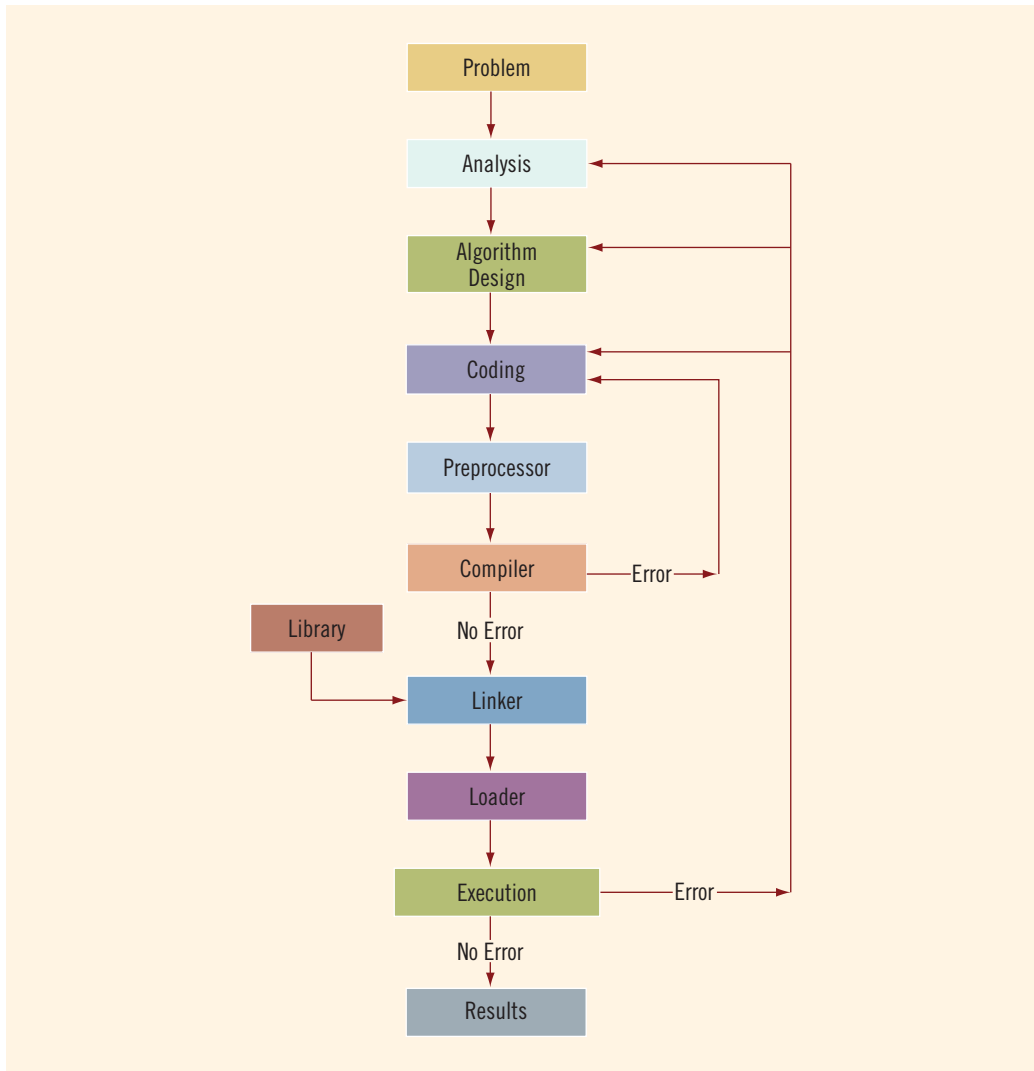 Problem
Analysis
Algorithm
Design
Coding
Preprocessor
Compiler
Error
No Error
Library
Linker
Loader
Execution
Error
No Error
Results